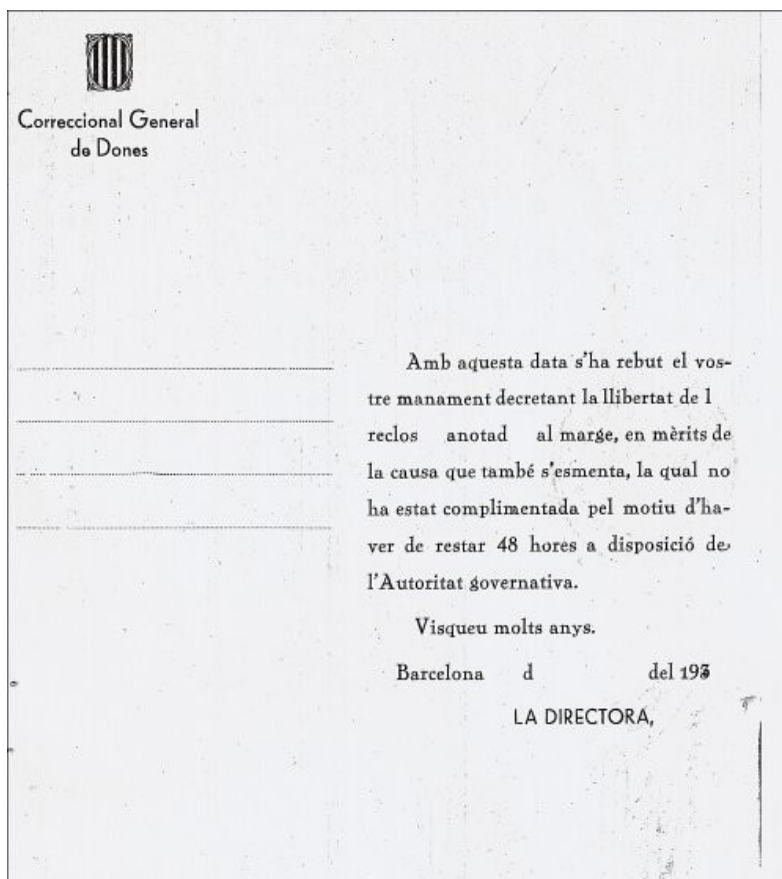 Correccional General
de Dones
Amb aquesta data s'ha rebut el vos-
tre manament decretant la llibertat de l
reclos anotad al marge, en mèrits de
la causa que també s'esmenta, la qual no
ha estat complimentada pel motiu d'ha-
ver de restar 48 hores a disposició de
l'Autoritat governativa.
Visqueu molts anys.
Barcelona d del 193
LA DIRECTORA,